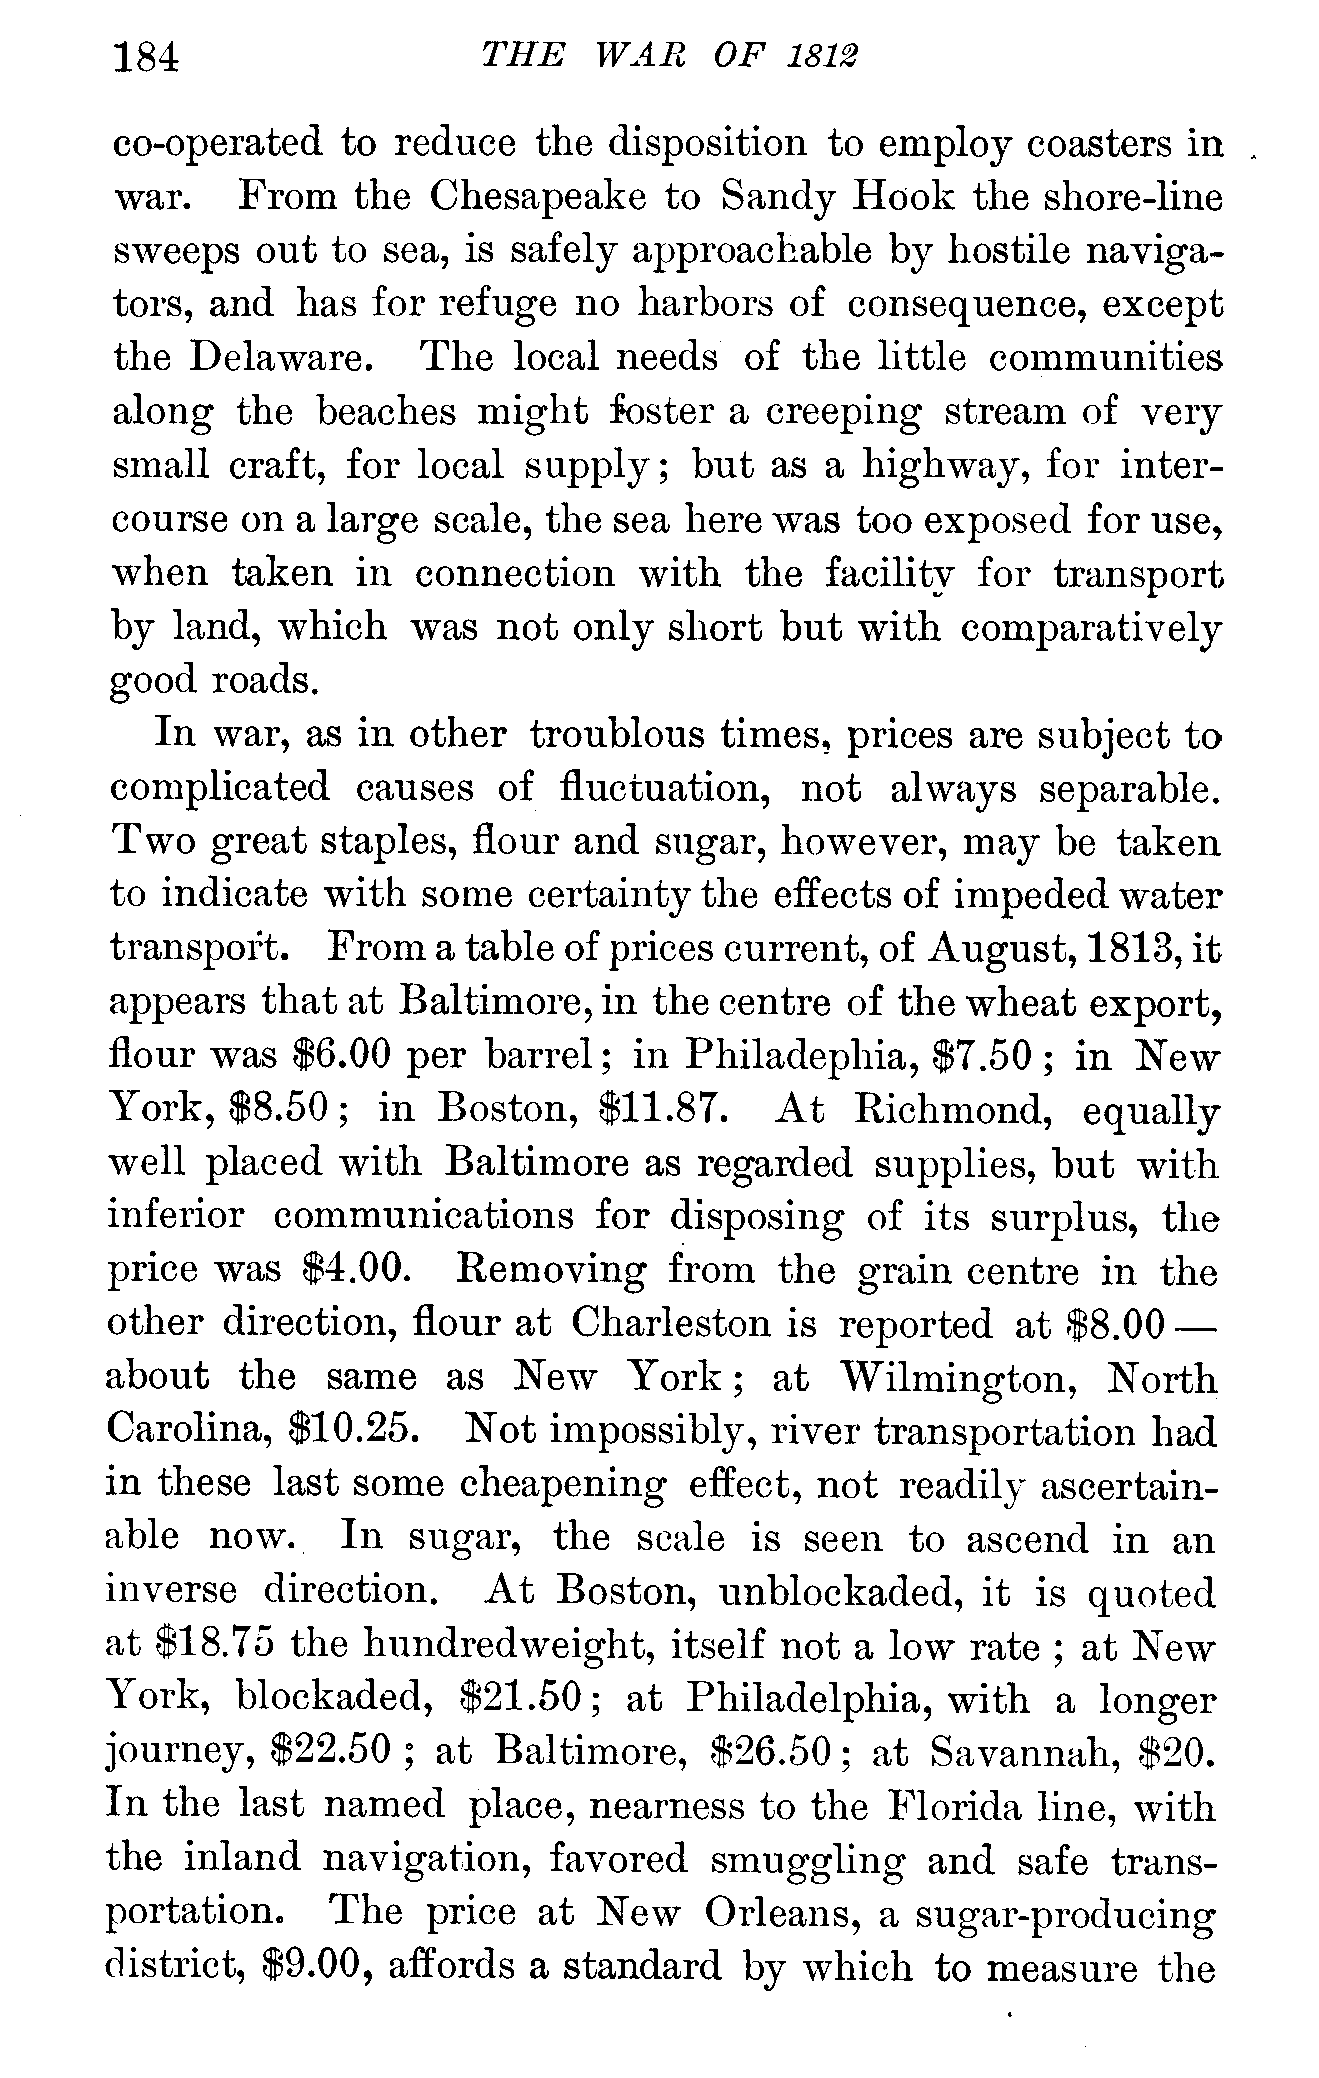 184 THE WAR OF 1812
co-operated to reduce the disposition to employ coasters in
war. From the Chesapeake to Sandy Hook the shore-line
sweeps out to sea, is safely approachable by hostile naviga-
tors, and has for refuge no harbors of consequence, except
the Delaware. The local needs of the little communities
along the beaches might foster a creeping stream of very
small craft, for local supply; but as a highway, for inter-
course on a large scale, the sea here was too exposed for use,
when taken in connection with the facility for transport
by land, which was not only short but with comparatively
good roads.
In war, as in other troublous times, prices are subject to
complicated causes of fluctuation, not always separable.
Two great staples, flour and sugar, however, may be taken
to indicate with some certainty the effects of impeded water
transport. From a table of prices current, of August, 1813, it
appears that at Baltimore, in the centre of the wheat export,
flour was $6.00 per barrel; in Philadephia, $7.50; in New
York, $8.50; in Boston, $11.87. At Richmond, equally
well placed with Baltimore as regarded supplies, but with
inferior communications for disposing of its surplus, the
price was $4.00. Removing from the grain centre in the
other direction, flour at Charleston is reported at $8.00 —
about the same as New York; at Wilmington, North
Carolina, $10.25. Not impossibly, river transportation had
in these last some cheapening effect, not readily ascertain-
able now. In sugar, the scale is seen to ascend in an
inverse direction. At Boston, unblockaded, it is quoted
at $18.75 the hundredweight, itself not a low rate; at New
York, blockaded, $21.50; at Philadelphia, with a longer
journey, $22.50; at Baltimore, $26.50; at Savannah, $20.
In the last named place, nearness to the Florida line, with
the inland navigation, favored smuggling and safe trans-
portation. The price at New Orleans, a sugar-producing
district, $9.00, affords a standard by which to measure the